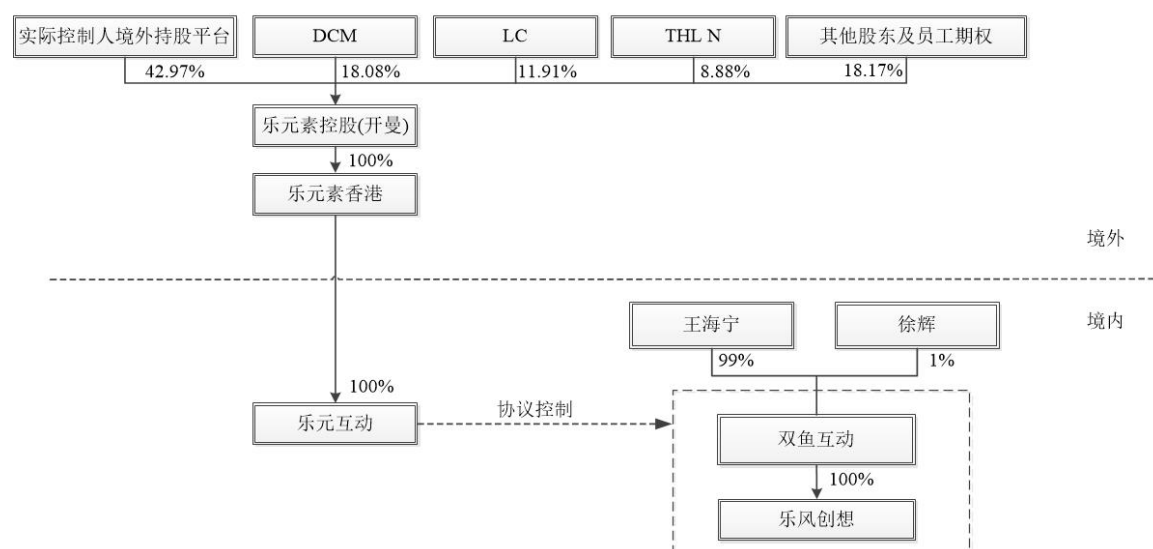 实际控制人境外持股平台
DCM
LC
THL N
其他股东及员工期权
42.97%
18.08%
11.91%
8.88%
18.17%
乐元素控股(开曼)
100%
乐元素香港
境外
境内
王海宁
徐辉
99%
1%
100%
乐元互动
协议控制
双鱼互动
100%
乐风创想